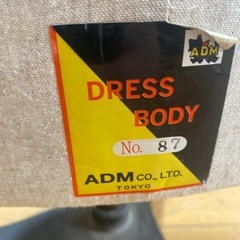 ADM
DRESS
BODY
No. 87
ADM CO., LTD.
TOKYO